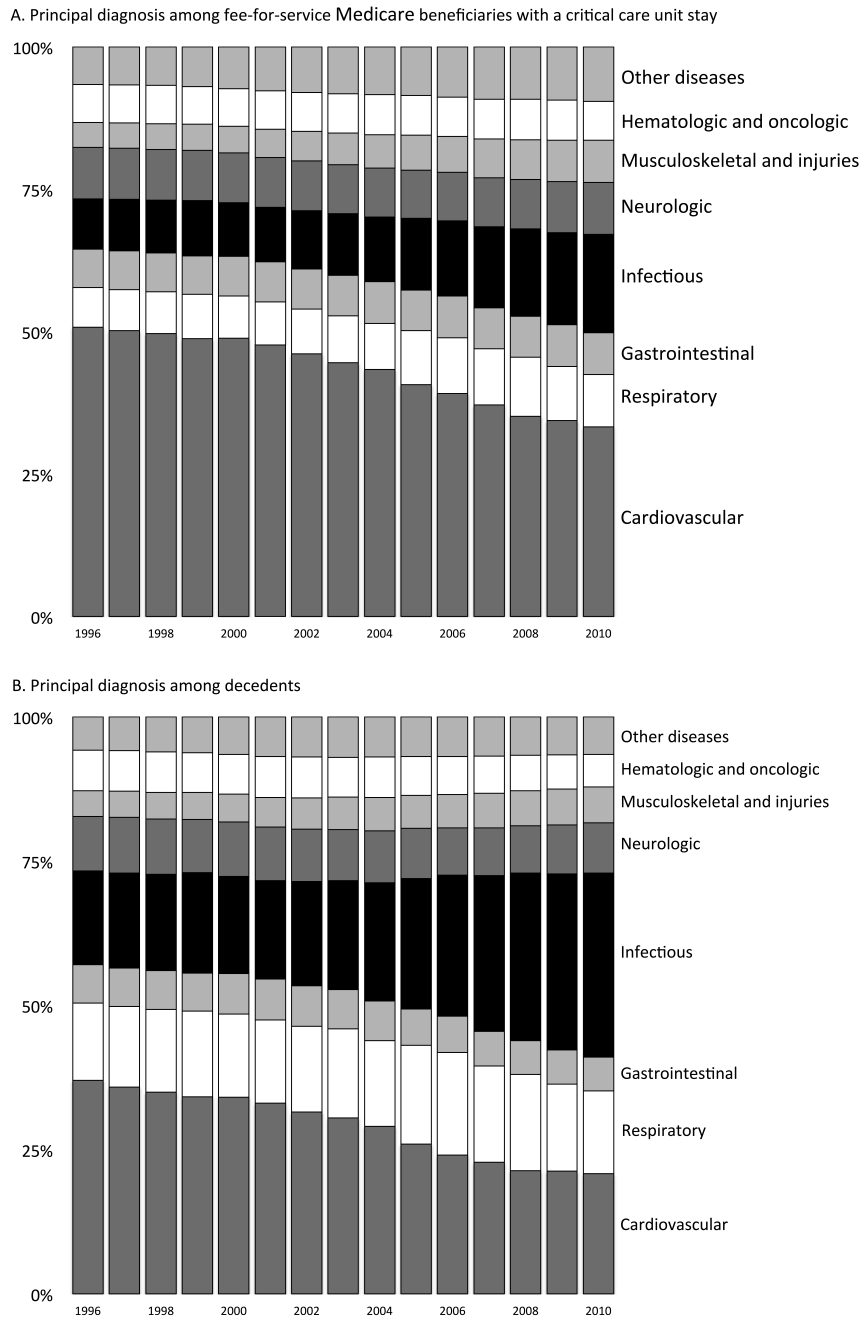 A. Principal diagnosis among fee-for-service Medicare beneficiaries with a critical care unit stay
100%
Other diseases
Hematologic and oncologic
Musculoskeletal and injuries
75%
Neurologic
Infectious
50%
Gastrointestinal
Respiratory
25%
Cardiovascular
0%
1996 1998 2000 2002 2004 2006 2008 2010
B. Principal diagnosis among decedents
100%
Other diseases
Hematologic and oncologic
Musculoskeletal and injuries
75%
Neurologic
Infectious
50%
Gastrointestinal
Respiratory
25%
Cardiovascular
0%
1996 1998 2000 2002 2004 2006 2008 2010